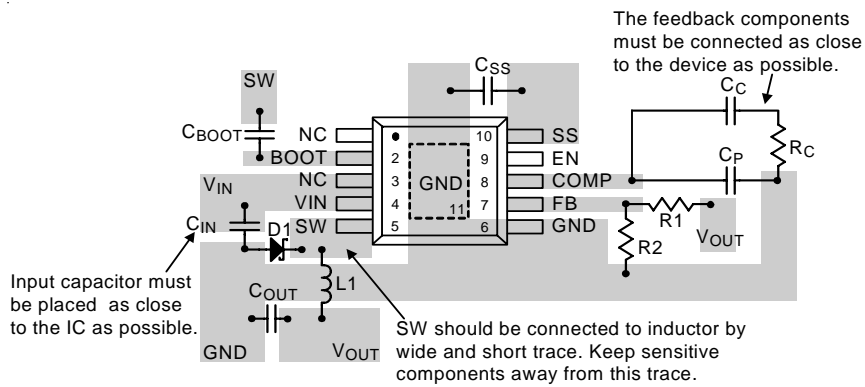 The feedback components
must be connected as close
to the device as possible.
CSS
SW
CC
CBOOT
NC
10
SS
RC
BOOT
2
9
EN
CP
NC
3
GND
8
COMP
VIN
VIN
4
11
7
FB
R1
CIN
SW
5
6
GND
D1
VOUT
R2
Input capacitor must
be placed as close
to the IC as possible.
L1
COUT
SW should be connected to inductor by
wide and short trace. Keep sensitive
components away from this trace.
GND
VOUT